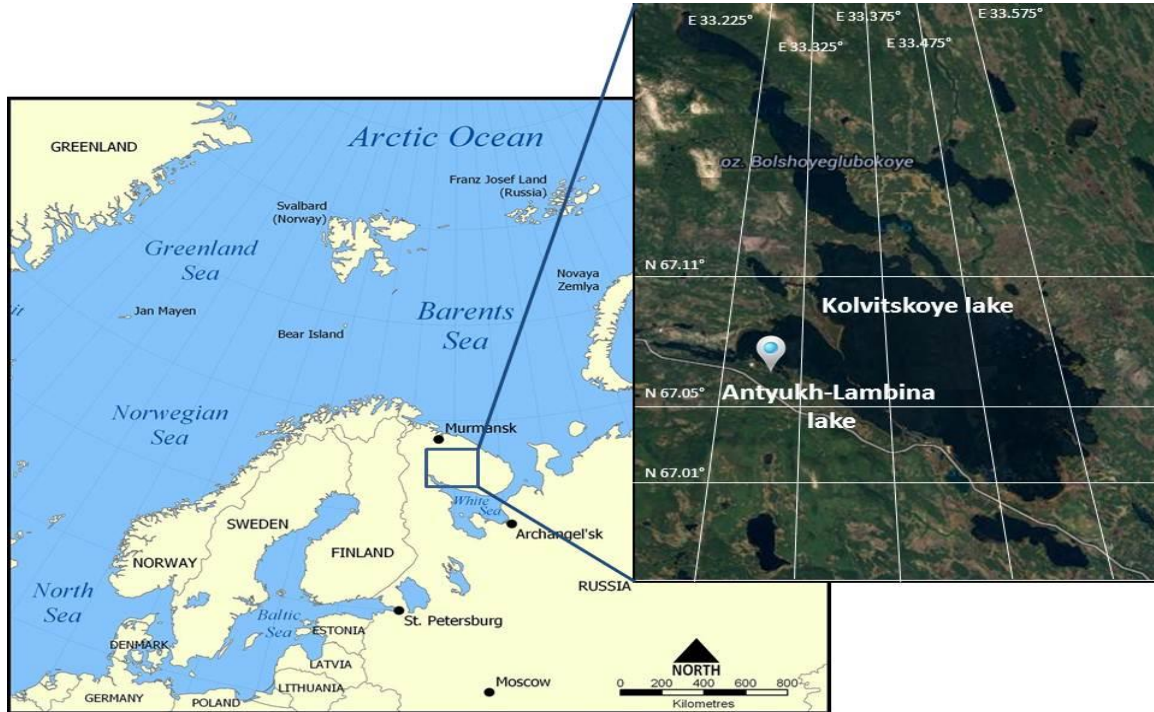 GREENLAND
Arctic Ocean
Franz Josef Land
(Russia)
Svalbard
(Norway)
Greenland
Sea
Novaya
Zemlya
Jan Mayen
Barents
Sea
Bear Island
it
Norwegian
Sea
Murmansk
White
Sea
Archangel'sk
SWEDEN
FINLAND
NORWAY
RUSSIA
North
Sea
Baltic
Sea
St. Petersburg
ESTONIA
DENMARK
LATVIA
LITHUANIA
Moscow
GERMANY
POLAND
NORTH
0 200 400 600 800
Kilometres
E 33.225°
E 33.325°
E 33.375°
E 33.475°
E 33.575°
oz. Bolshoyeglubokoye
N 67.11°
Kolvitskoye lake
N 67.05°
Antyukh-Lambina
lake
N 67.01°